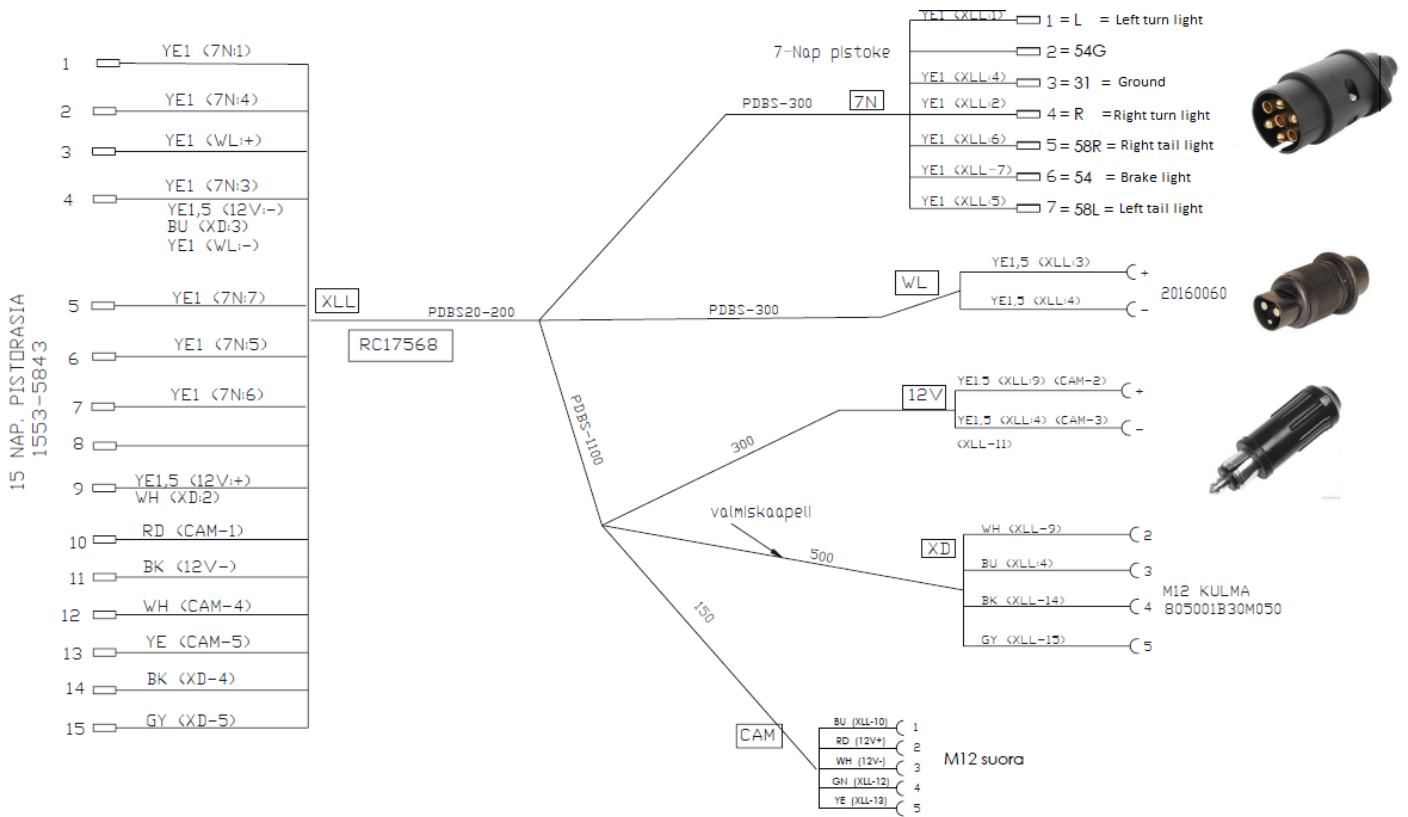 15 NAP. PISTORASIA
1553-5843
1 YE1 (7N:1)
2 YE1 (7N:4)
3 YE1 (WL:+)
4 YE1 (7N:3)
YE1,5 (12V:-)
BU (XD:3)
YE1 (WL:-)
5 YE1 (7N:7)
6 YE1 (7N:5)
7 YE1 (7N:6)
8
9 YE1,5 (12V:+)
WH (XD:2)
10 RD (CAM-1)
11 BK (12V-)
12 WH (CAM-4)
13 YE (CAM-5)
14 BK (XD-4)
15 GY (XD-5)
XLL
PDBS20-200
RC17568
PDBS-300
7-Nap pistoke
7N
YE1 (XLL:1) 1 = L = Left turn light
2 = 54G
YE1 (XLL:4) 3 = 31 = Ground
YE1 (XLL:2) 4 = R =Right turn light
YE1 (XLL:6) 5 = 58R = Right tail light
YE1 (XLL-7) 6 = 54 = Brake light
YE1 (XLL:5) 7 = 58L = Left tail light
PDBS-300
WL
YE1,5 (XLL:3) +
YE1,5 (XLL:4) -
20160060
PDBS-1100
300
12V
YE1.5 (XLL:9) (CAM-2) +
YE1,5 (XLL:4) (CAM-3) -
(XLL-11)
valmiskaapeli
500
XD
WH (XLL-9) 2
BU (XLL:4) 3
BK (XLL-14) 4
GY (XLL-15) 5
M12 KULMA
805001B30M050
150
CAM
BU (XLL-10) 1
RD (12V+) 2
WH (12V-) 3
GN (XLL-12) 4
YE (XLL-13) 5
M12 suora